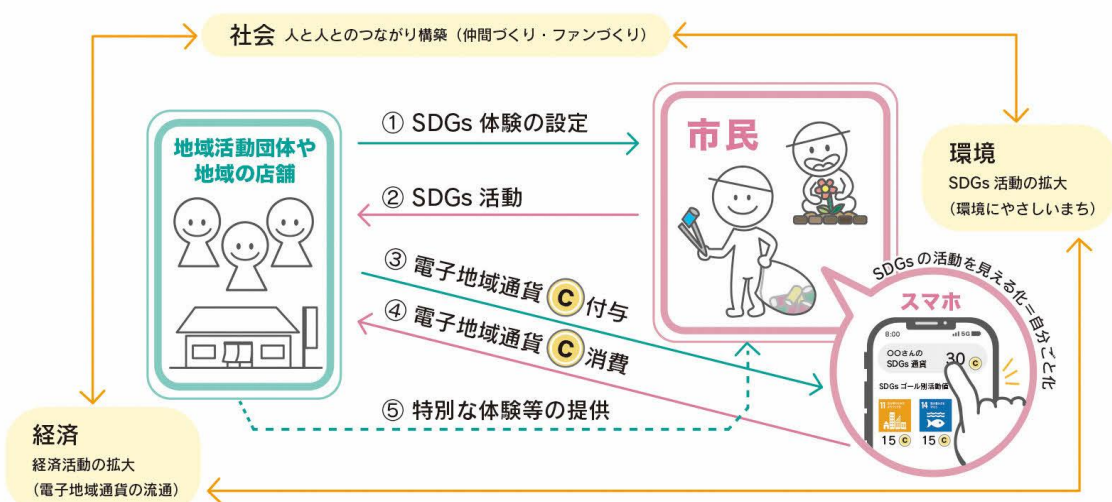 社会 人と人とのつながり構築（仲間づくり・ファンづくり）
地域活動団体や
地域の店舗
① SDGs 体験の設定
② SDGs 活動
③ 電子地域通貨 C 付与
④ 電子地域通貨 C 消費
⑤ 特別な体験等の提供
市民
環境
SDGs 活動の拡大
（環境にやさしいまち）
SDGsの活動を見える化＝自分ごと化
スマホ
8:00
5G
〇〇さんの
SDGs 通貨
30 C
SDGs ゴール別活動値
11
14
15 C
15 C
経済
経済活動の拡大
（電子地域通貨の流通）